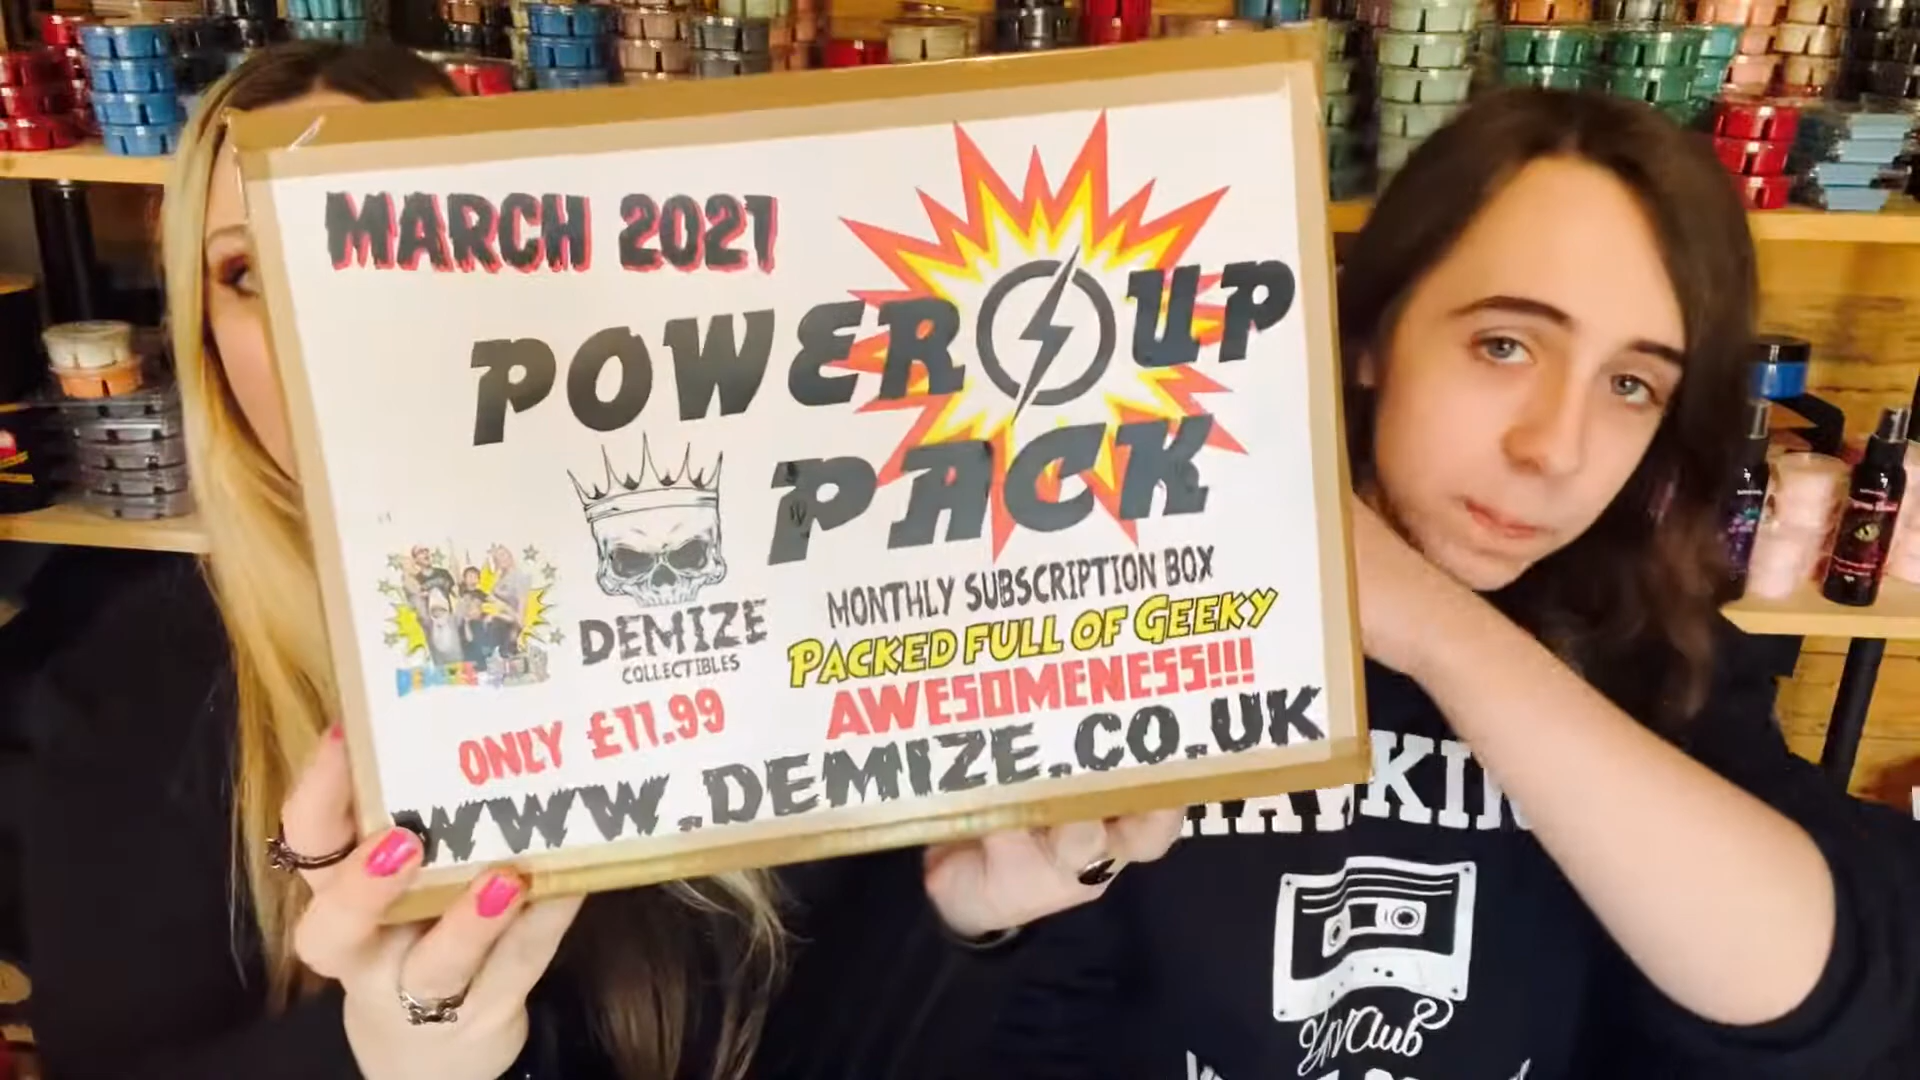 MARCH 2021
POWER UP
PACK
DEMIZE
COLLECTIBLES
MONTHLY SUBSCRIPTION BOX
PACKED FULL OF GEEKY
AWESOMENESS!!!
ONLY £11.99
WWW.DEMIZE.CO.UK